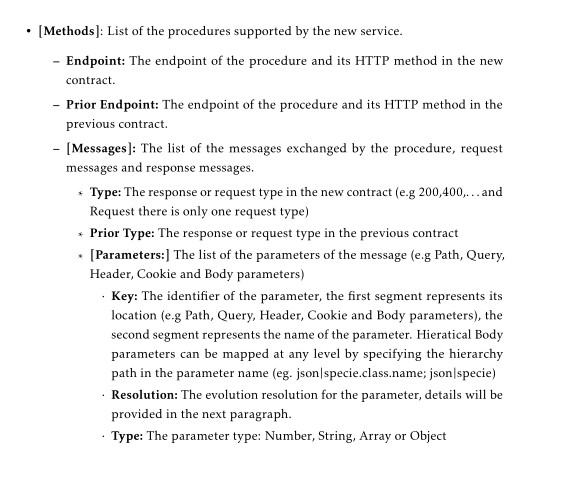 • [Methods]: List of the procedures supported by the new service.
– Endpoint: The endpoint of the procedure and its HTTP method in the new
contract.
– Prior Endpoint: The endpoint of the procedure and its HTTP method in the
previous contract.
– [Messages]: The list of the messages exchanged by the procedure, request
messages and response messages.
* Type: The response or request type in the new contract (e.g 200,400,... and
Request there is only one request type)
* Prior Type: The response or request type in the previous contract
* [Parameters:] The list of the parameters of the message (e.g Path, Query,
Header, Cookie and Body parameters)
· Key: The identifier of the parameter, the first segment represents its
location (e.g Path, Query, Header, Cookie and Body parameters), the
second segment represents the name of the parameter. Hieratical Body
parameters can be mapped at any level by specifying the hierarchy
path in the parameter name (eg. json|specie.class.name; json|specie)
· Resolution: The evolution resolution for the parameter, details will be
provided in the next paragraph.
· Type: The parameter type: Number, String, Array or Object